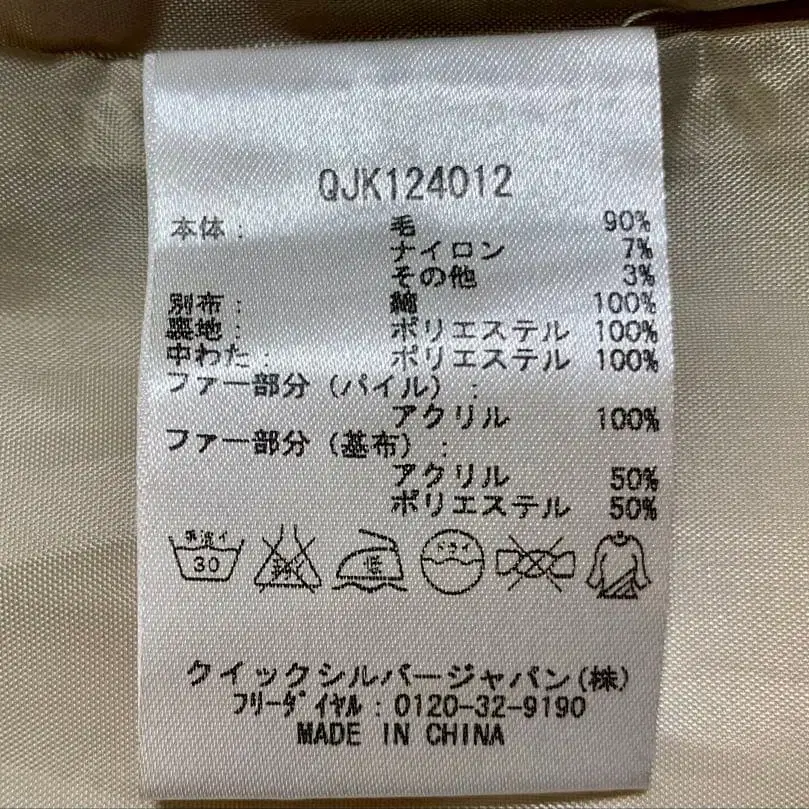 QJK124012
本体: 毛 90%
ナイロン 7%
その他 3%
別布: 綿 100%
裏地: ポリエステル 100%
中わた: ポリエステル 100%
ファー部分(パイル):
アクリル 100%
ファー部分(基布):
アクリル 50%
ポリエステル 50%
30 低 ドライ
クイックシルバージャパン(株)
フリーダイヤル:0120-32-9190
MADE IN CHINA